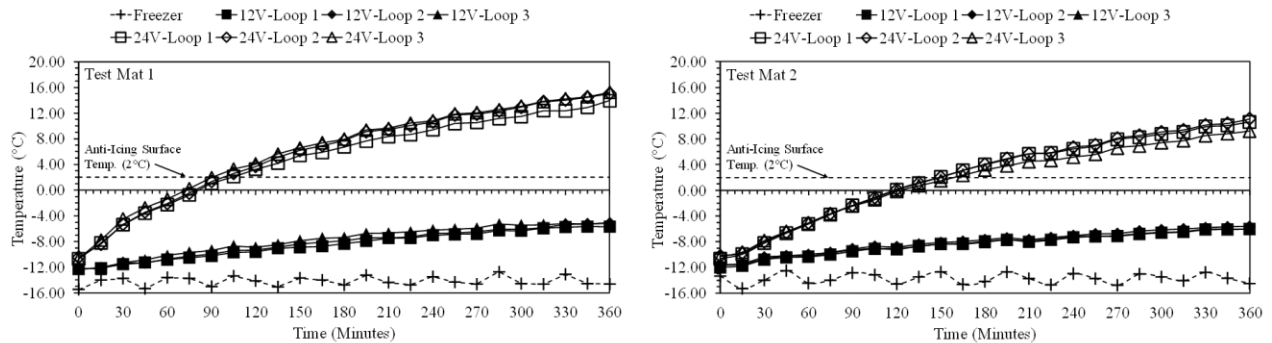 Freezer 12V-Loop 1 12V-Loop 2 12V-Loop 3
24V-Loop 1 24V-Loop 2 24V-Loop 3
20.00
16.00
12.00
8.00
4.00
0.00
-4.00
-8.00
-12.00
-16.00
Temperature (°C)
Test Mat 1
Anti-Icing Surface
Temp. (2°C)
0 30 60 90 120 150 180 210 240 270 300 330 360
Time (Minutes)
Freezer 12V-Loop 1 12V-Loop 2 12V-Loop 3
24V-Loop 1 24V-Loop 2 24V-Loop 3
20.00
16.00
12.00
8.00
4.00
0.00
-4.00
-8.00
-12.00
-16.00
Temperature (°C)
Test Mat 2
Anti-Icing Surface
Temp. (2°C)
0 30 60 90 120 150 180 210 240 270 300 330 360
Time (Minutes)